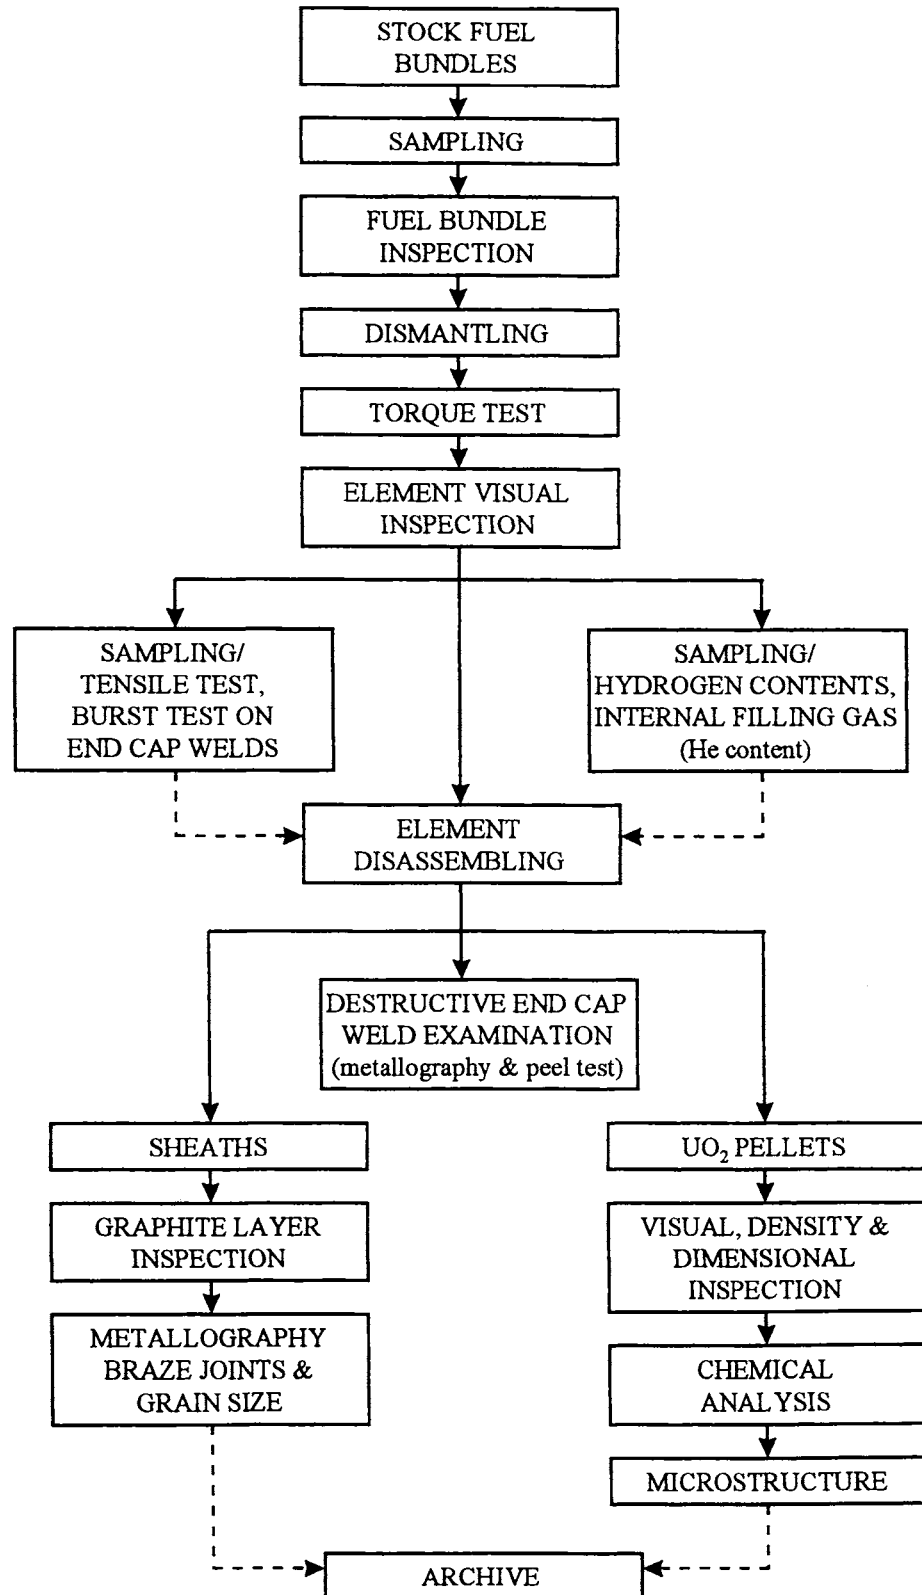 STOCK FUEL
BUNDLES
SAMPLING
FUEL BUNDLE
INSPECTION
DISMANTLING
TORQUE TEST
ELEMENT VISUAL
INSPECTION
SAMPLING/
TENSILE TEST,
BURST TEST ON
END CAP WELDS
SAMPLING/
HYDROGEN CONTENTS,
INTERNAL FILLING GAS
(He content)
ELEMENT
DISASSEMBLING
DESTRUCTIVE END CAP
WELD EXAMINATION
(metallography & peel test)
SHEATHS
GRAPHITE LAYER
INSPECTION
METALLOGRAPHY
BRAZE JOINTS &
GRAIN SIZE
UO₂ PELLETS
VISUAL, DENSITY &
DIMENSIONAL
INSPECTION
CHEMICAL
ANALYSIS
MICROSTRUCTURE
ARCHIVE